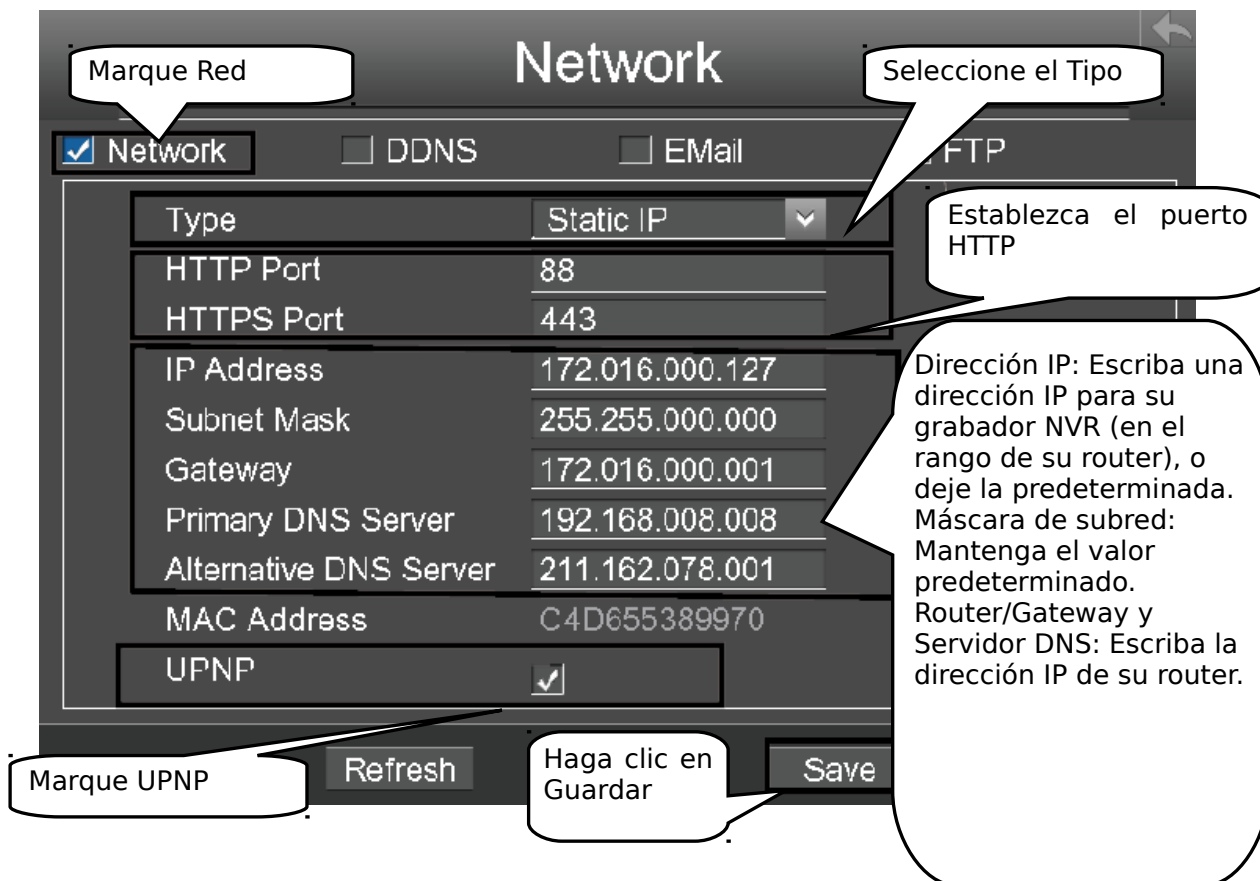 Network
Marque Red
Seleccione el Tipo
Network
DDNS
EMail
FTP
Type
Static IP
Establezca el puerto
HTTP
HTTP Port
88
HTTPS Port
443
IP Address
172.016.000.127
Subnet Mask
255.255.000.000
Gateway
172.016.000.001
Primary DNS Server
192.168.008.008
Alternative DNS Server
211.162.078.001
MAC Address
C4D655389970
UPNP
Dirección IP: Escriba una
dirección IP para su
grabador NVR (en el
rango de su router), o
deje la predeterminada.
Máscara de subred:
Mantenga el valor
predeterminado.
Router/Gateway y
Servidor DNS: Escriba la
dirección IP de su router.
Marque UPNP
Refresh
Haga clic en
Guardar
Save